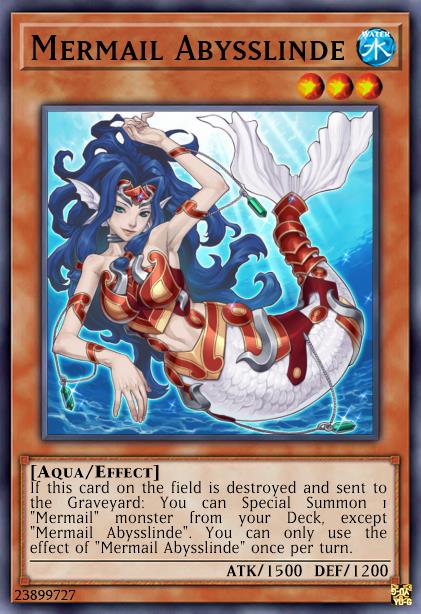 Mermail Abysslinde
WATER
水
[Aqua/Effect]
If this card on the field is destroyed and sent to
the Graveyard: You can Special Summon 1
"Mermail" monster from your Deck, except
"Mermail Abysslinde". You can only use the
effect of "Mermail Abysslinde" once per turn.
ATK/1500 DEF/1200
23899727